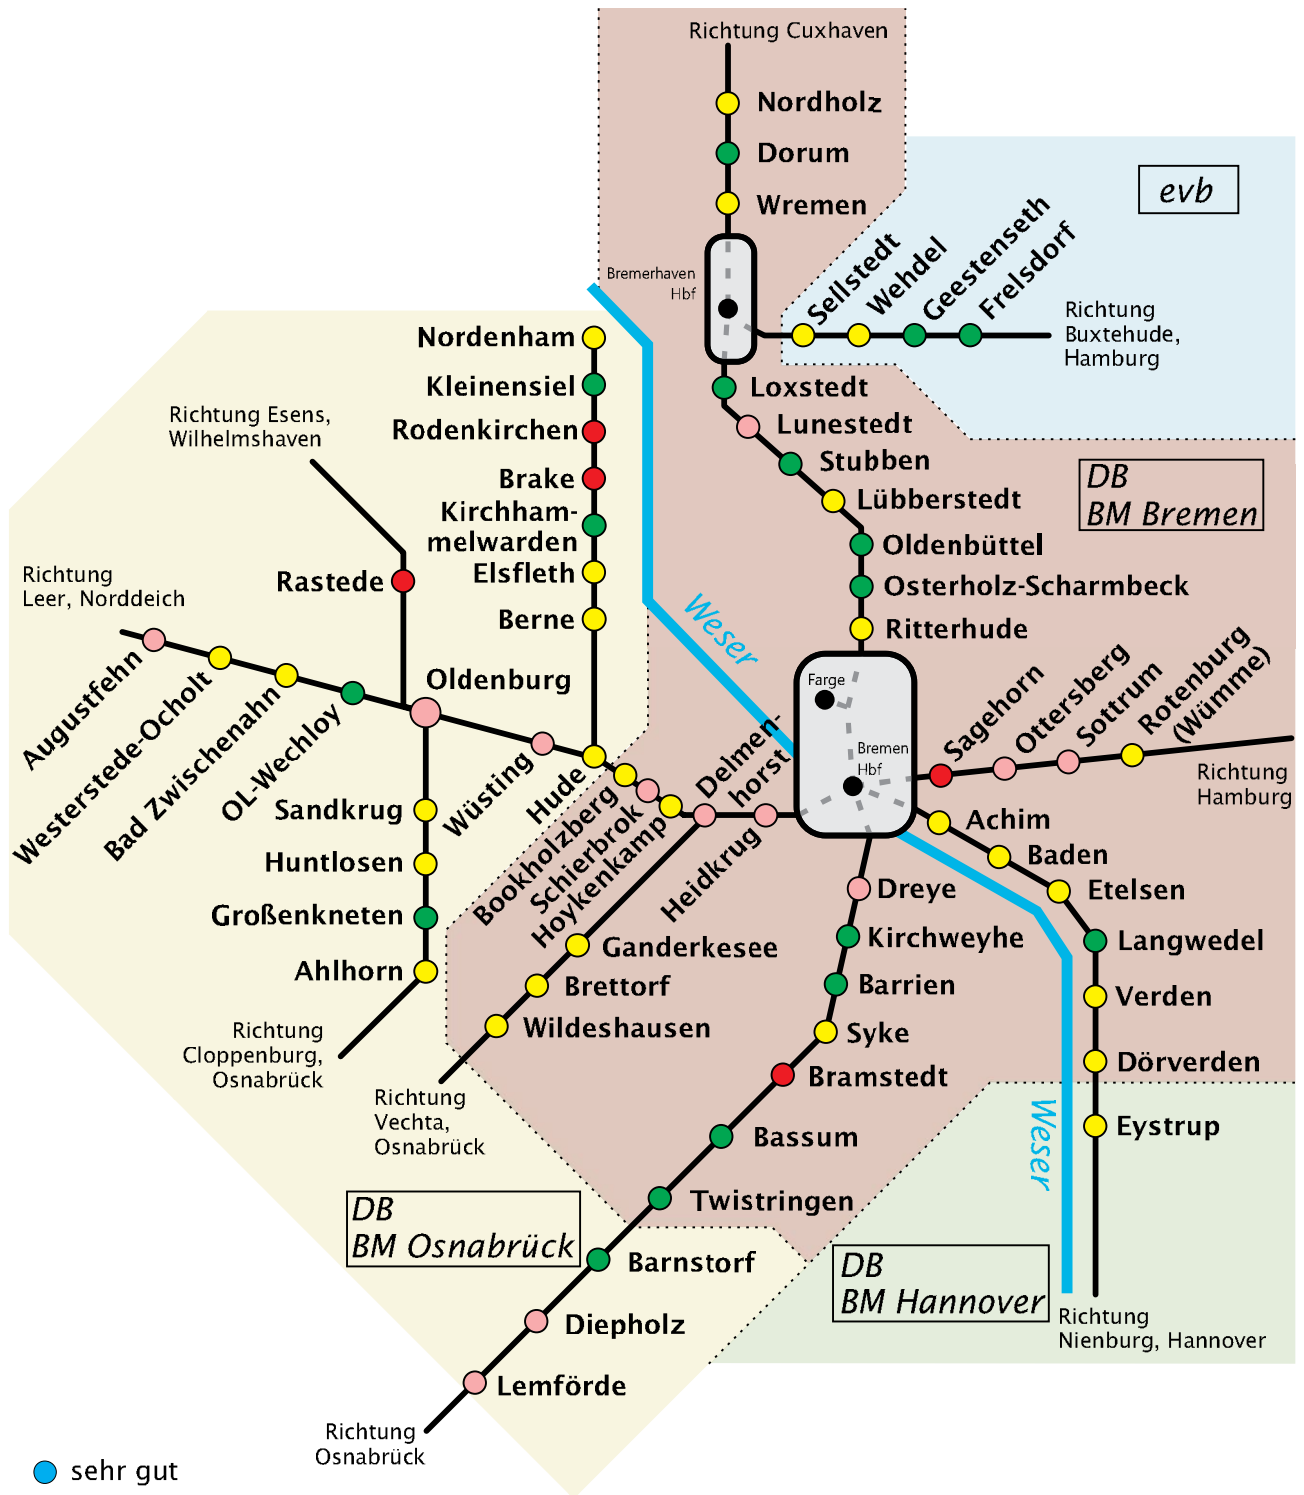 Richtung Cuxhaven
Nordholz
Dorum
Wremen
evb
Bremerhaven
Hbf
Sellstedt
Wehdel
Geestenseth
Frelsdorf
Richtung
Buxtehude,
Hamburg
Nordenham
Kleinensiel
Rodenkirchen
Brake
Kirchham-
melwarden
Elsfleth
Berne
Loxstedt
Lunestedt
Stubben
Lübberstedt
Oldenbüttel
Osterholz-Scharmbeck
Ritterhude
DB
BM Bremen
Richtung Esens,
Wilhelmshaven
Rastede
Richtung
Leer, Norddeich
Augustfehn
Westerstede-Ocholt
Bad Zwischenahn
OL-Wechloy
Oldenburg
Wüsting
Hude
Bookholzberg
Schierbrok
Hoykenkamp
Delmen-
horst
Heidkrug
Weser
Farge
Bremen
Hbf
Sagehorn
Ottersberg
Sottrum
Rotenburg
(Wümme)
Richtung
Hamburg
Sandkrug
Huntlosen
Großenkneten
Ahlhorn
Richtung
Cloppenburg,
Osnabrück
Ganderkesee
Brettorf
Wildeshausen
Richtung
Vechta,
Osnabrück
Achim
Baden
Etelsen
Langwedel
Verden
Dörverden
Eystrup
Weser
Richtung
Nienburg, Hannover
Dreye
Kirchweyhe
Barrien
Syke
Bramstedt
Bassum
Twistringen
Barnstorf
Diepholz
Lemförde
Richtung
Osnabrück
DB
BM Osnabrück
DB
BM Hannover
sehr gut